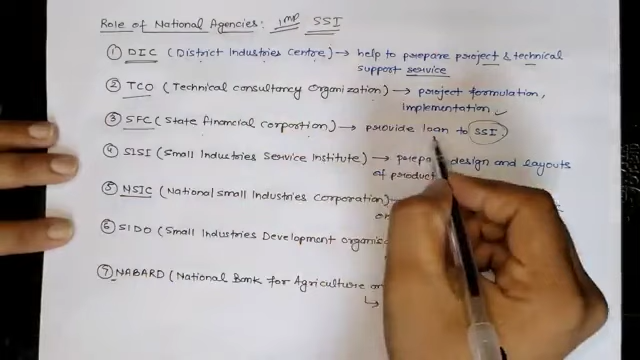 Role of National Agencies: imp SSI
① DIC (District Industries Centre) → help to prepare project & technical
support service
② TCO (Technical consultancy Organization) → project formulation,
Implementation
③ SFC (State financial corportion) → provide loan to SSI.
④ SISI (Small Industries Service Institute) → design and layouts
of product
⑤ NSIC (National small Industries corporation)
⑥ SIDO (Small Industries Development
⑦ NABARD (National Bank for Agriculture
↳